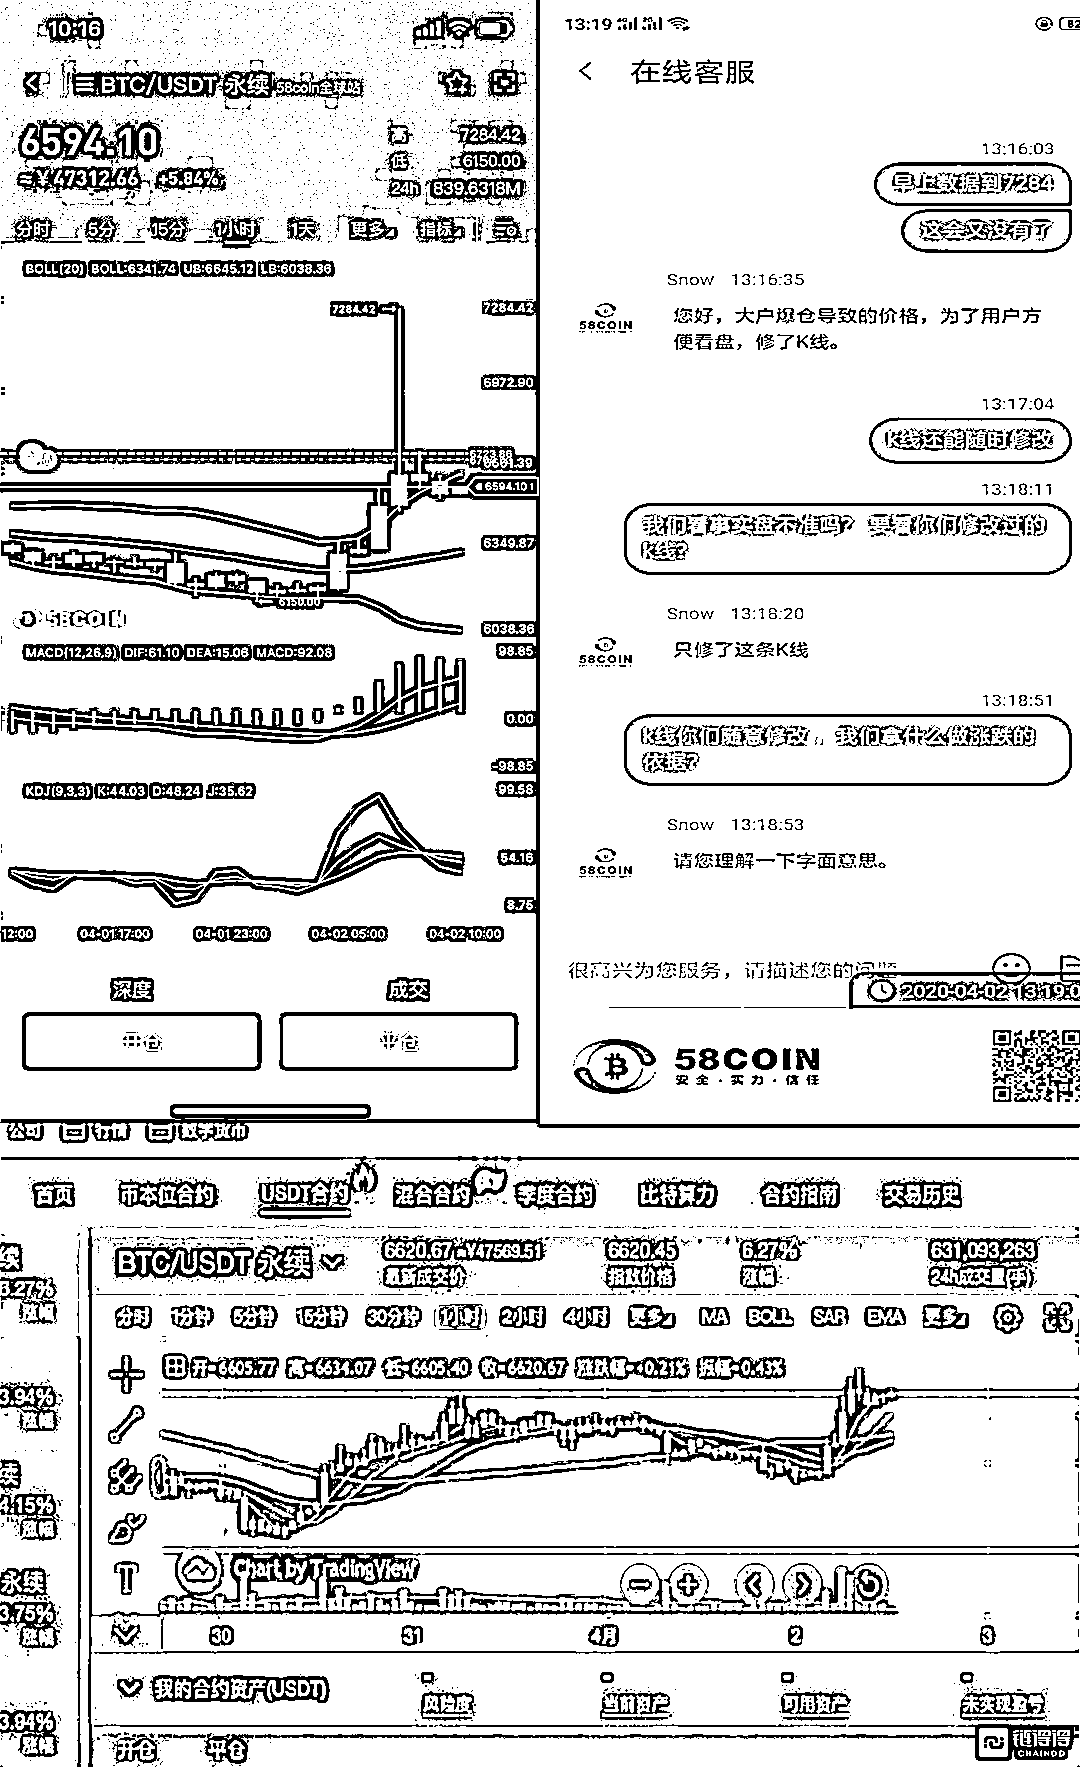 10:16
BTC/USDT 永续 58coin全球站
6594.10
≈¥47312.66 +5.84%
高 7284.42
低 6150.00
24h 839.6318M
分时 5分 15分 1小时 1天 更多 指标
BOLL(20) BOLL:6341.74 UB:6645.12 LB:6038.36
7284.42
7284.42
6972.90
6594.10
6349.87
6150.00
58COIN
6038.36
MACD(12,26,9) DIF:61.10 DEA:15.06 MACD:92.08
98.85
0.00
-98.85
KDJ(9,3,3) K:44.03 D:48.24 J:35.62
99.58
54.16
8.75
12:00 04-01 17:00 04-01 23:00 04-02 05:00 04-02 10:00
深度 成交
开仓 平仓
13:19
82
在线客服
13:16:03
早上数据到7284
这会又没有了
Snow 13:16:35
58COIN
您好，大户爆仓导致的价格，为了用户方
便看盘，修了K线。
13:17:04
K线还能随时修改
13:18:11
我们看事实盘不准吗？要看你们修改过的
K线？
Snow 13:18:20
58COIN
只修了这条K线
13:18:51
K线你们随意修改，，我们拿什么做涨跌的
依据？
Snow 13:18:53
58COIN
请您理解一下字面意思。
很高兴为您服务，请描述您的问题
2020-04-02 13:19:0
58COIN
安全·实力·信任
公司 行情 数字货币
首页 币本位合约 USDT合约 混合合约 季度合约 比特算力 合约指南 交易历史
续
6.27%
涨幅
3.94%
涨幅
续
4.15%
涨幅
永续
3.75%
涨幅
3.94%
涨幅
BTC/USDT 永续
6620.67≈¥47569.51
最新成交价
6620.45
指数价格
6.27%
涨幅
631,093,263
24h成交量(手)
分时 1分钟 5分钟 15分钟 30分钟 1小时 2小时 4小时 更多 MA BOLL SAR EMA 更多
开=6605.77 高=6634.07 低=6605.40 收=6620.67 涨跌幅=+0.21% 振幅=0.43%
Chart by TradingView
30 31 4月 2 3
我的合约资产(USDT)
风险度 当前资产 可用资产 未实现盈亏
开仓 平仓
链得得
CHAINDD